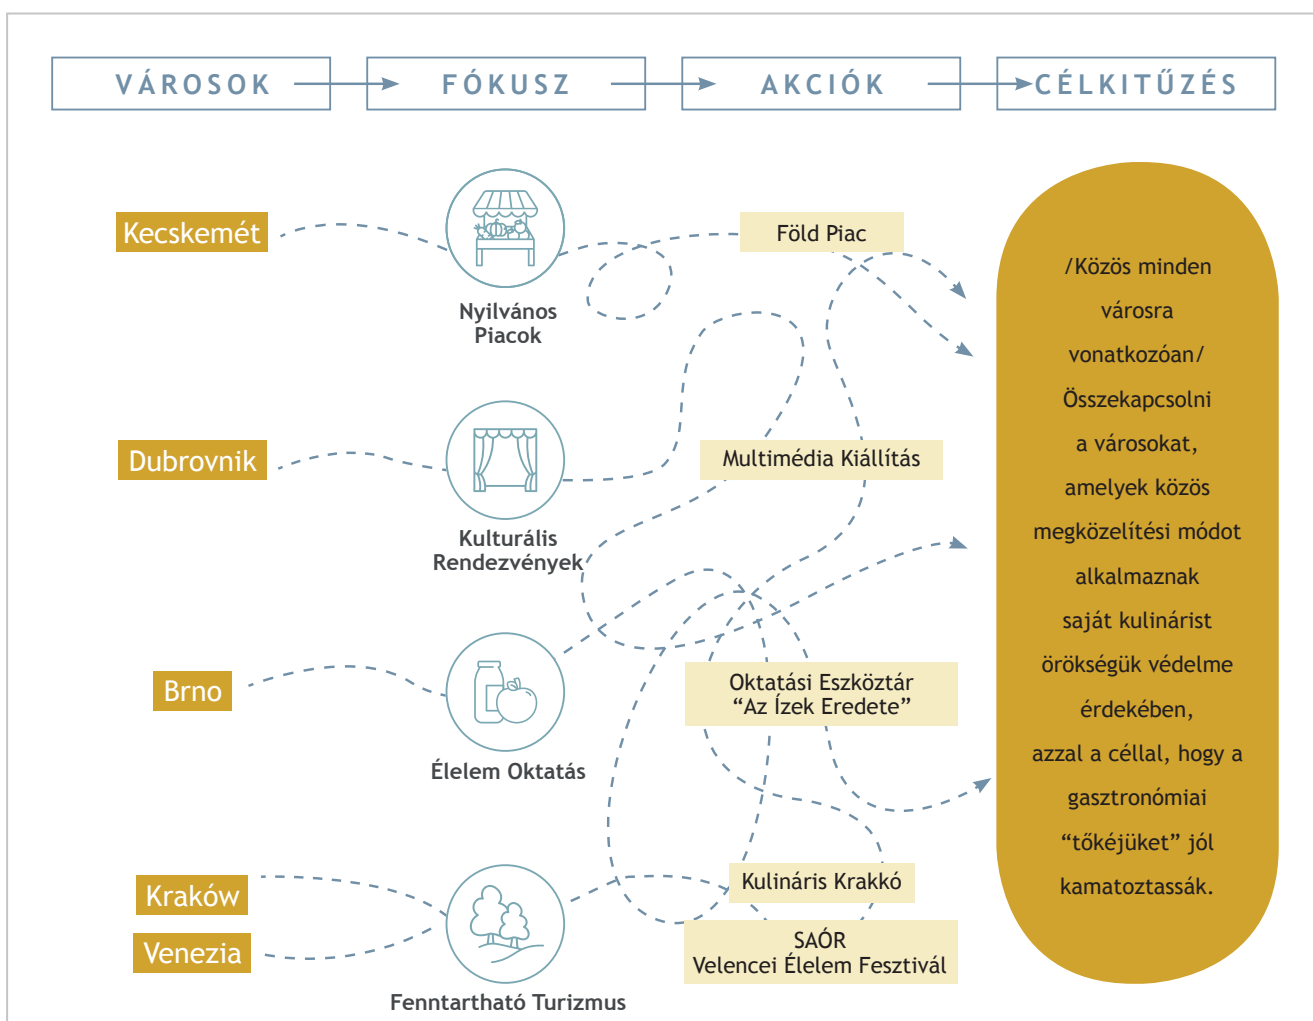 VÁROSOK
FÓKUSZ
AKCIÓK
CÉLKITŰZÉS
Kecskemét
Nyilvános
Piacok
Föld Piac
Dubrovnik
Kulturális
Rendezvények
Multimédia Kiállítás
Brno
Élelem Oktatás
Oktatási Eszköztár
“Az Ízek Eredete”
Kraków
Venezia
Fenntartható Turizmus
Kulináris Krakkó
SAÓR
Velencei Élelem Fesztivál
/Közös minden
városra
vonatkozóan/
Összekapcsolni
a városokat,
amelyek közös
megközelítési módot
alkalmaznak
saját kulinárist
örökségük védelme
érdekében,
azzal a céllal, hogy a
gasztronómiai
“tőkéjüket” jól
kamatoztassák.